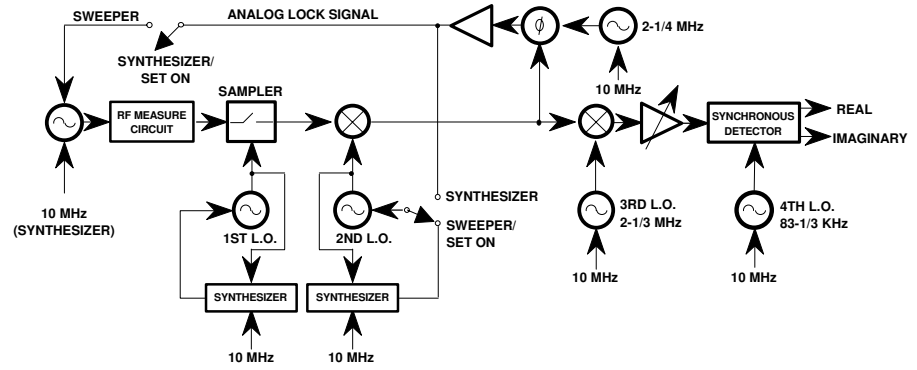 SWEEPER
ANALOG LOCK SIGNAL
SYNTHESIZER/
SET ON
ϕ
2-1/4 MHz
10 MHz
RF MEASURE
CIRCUIT
SAMPLER
SYNCHRONOUS
DETECTOR
REAL
IMAGINARY
10 MHz
(SYNTHESIZER)
1ST L.O.
2ND L.O.
SYNTHESIZER
SWEEPER/
SET ON
3RD L.O.
2-1/3 MHz
4TH L.O.
83-1/3 KHz
10 MHz
10 MHz
SYNTHESIZER
SYNTHESIZER
10 MHz
10 MHz